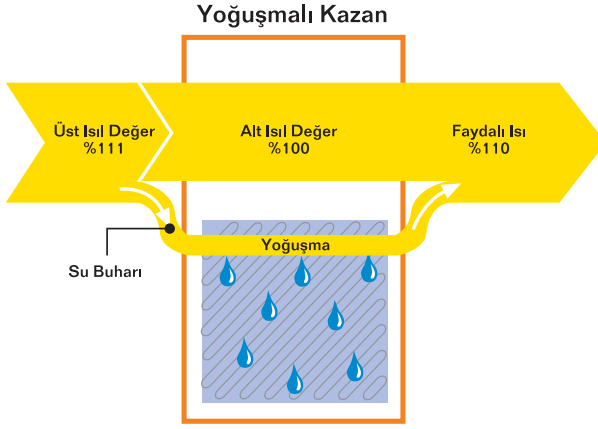 Yoğuşmalı Kazan
Üst Isıl Değer
%111
Alt Isıl Değer
%100
Faydalı Isı
%110
Yoğuşma
Su Buharı